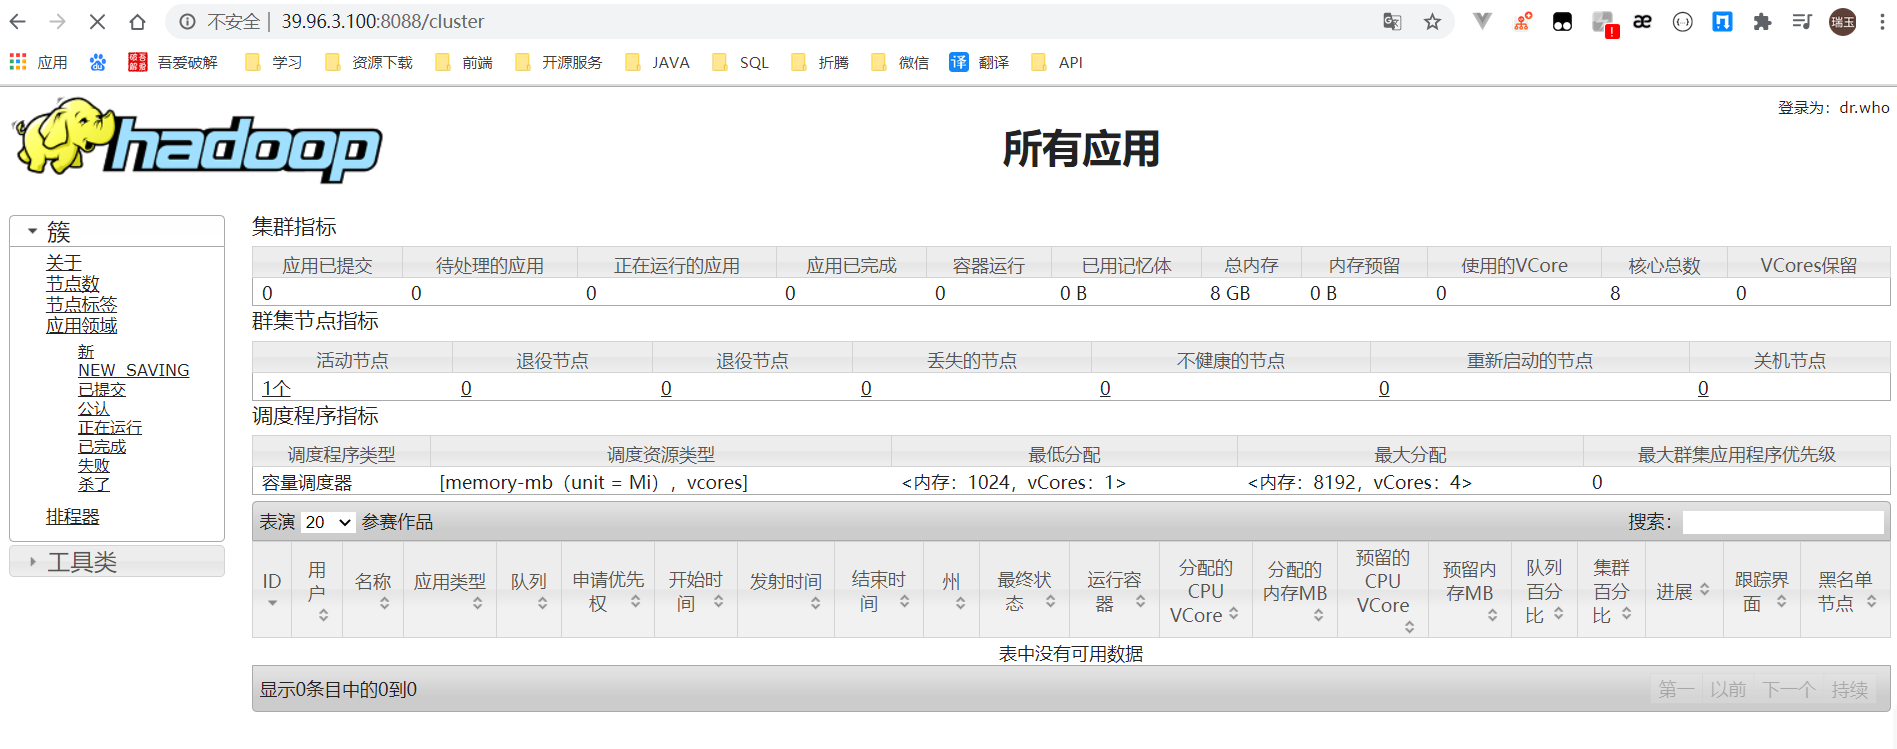 不安全 | 39.96.3.100:8088/cluster
瑞玉
应用 吾爱破解 学习 资源下载 前端 开源服务 JAVA SQL 折腾 微信 译 翻译 API
登录为：dr.who
hadoop
所有应用
簇
关于
节点数
节点标签
应用领域
新
NEW_SAVING
已提交
公认
正在运行
已完成
失败
杀了
排程器
工具类
集群指标
应用已提交 待处理的应用 正在运行的应用 应用已完成 容器运行 已用记忆体 总内存 内存预留 使用的VCore 核心总数 VCores保留
0 0 0 0 0 0 B 8 GB 0 B 0 8 0
群集节点指标
活动节点 退役节点 退役节点 丢失的节点 不健康的节点 重新启动的节点 关机节点
1个 0 0 0 0 0 0
调度程序指标
调度程序类型 调度资源类型 最低分配 最大分配 最大群集应用程序优先级
容量调度器 [memory-mb（unit = Mi），vcores] <内存：1024，vCores：1> <内存：8192，vCores：4> 0
表演 20 参赛作品 搜索：
ID 用户 名称 应用类型 队列 申请优先权 开始时间 发射时间 结束时间 州 最终状态 运行容器 分配的CPU VCore 分配的内存MB 预留的CPU VCore 预留内存MB 队列百分比 集群百分比 进展 跟踪界面 黑名单节点
表中没有可用数据
显示0条目中的0到0 第一 以前 下一个 持续